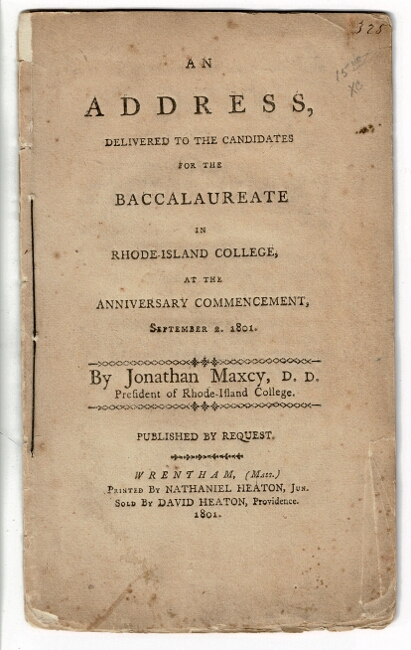 325
1500
AN
ADDRESS,
DELIVERED TO THE CANDIDATES
FOR THE
BACCALAUREATE
IN
RHODE-ISLAND COLLEGE,
AT THE
ANNIVERSARY COMMENCEMENT,
SEPTEMBER 2. 1801.
By Jonathan Maxcy, D. D.
Preſident of Rhode-Iſland College.
PUBLISHED BY REQUEST.
WRENTHAM, (Maſs.)
PRINTED BY NATHANIEL HEATON, JUN.
SOLD BY DAVID HEATON, Providence.
1801.